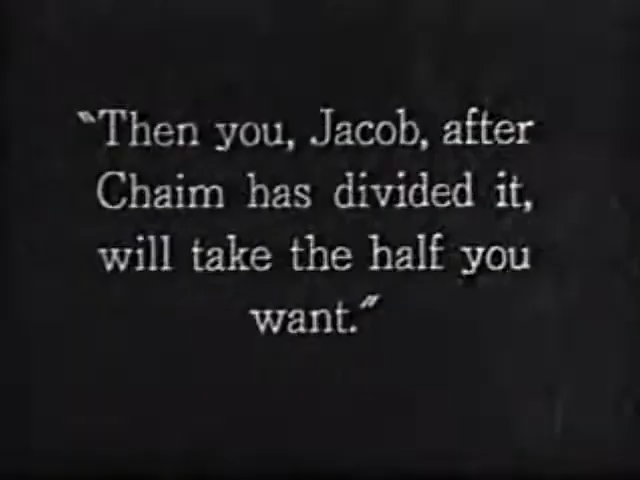 "Then you, Jacob, after
Chaim has divided it,
will take the half you
want."